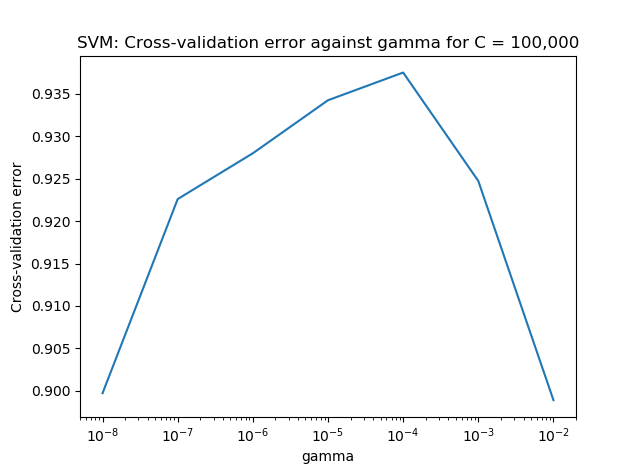 SVM: Cross-validation error against gamma for C = 100,000
0.935
0.930
0.925
0.920
0.915
0.910
0.905
0.900
Cross-validation error
10⁻⁸ 10⁻⁷ 10⁻⁶ 10⁻⁵ 10⁻⁴ 10⁻³ 10⁻²
gamma